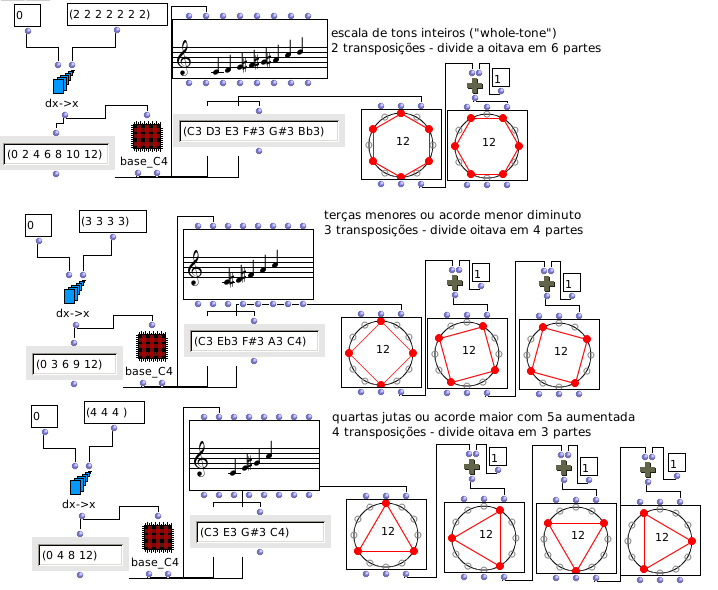 0
(2 2 2 2 2 2 2)
escala de tons inteiros ("whole-tone")
2 transposições - divide a oitava em 6 partes
1
dx->x
(C3 D3 E3 F#3 G#3 Bb3)
12
12
(0 2 4 6 8 10 12)
base_C4
0
(3 3 3 3)
terças menores ou acorde menor diminuto
3 transposições - divide oitava em 4 partes
1
1
dx->x
(C3 Eb3 F#3 A3 C4)
12
12
12
(0 3 6 9 12)
base_C4
0
(4 4 4 )
quartas jutas ou acorde maior com 5a aumentada
4 transposições - divide oitava em 3 partes
1
1
1
dx->x
(C3 E3 G#3 C4)
12
12
12
12
(0 4 8 12)
base_C4